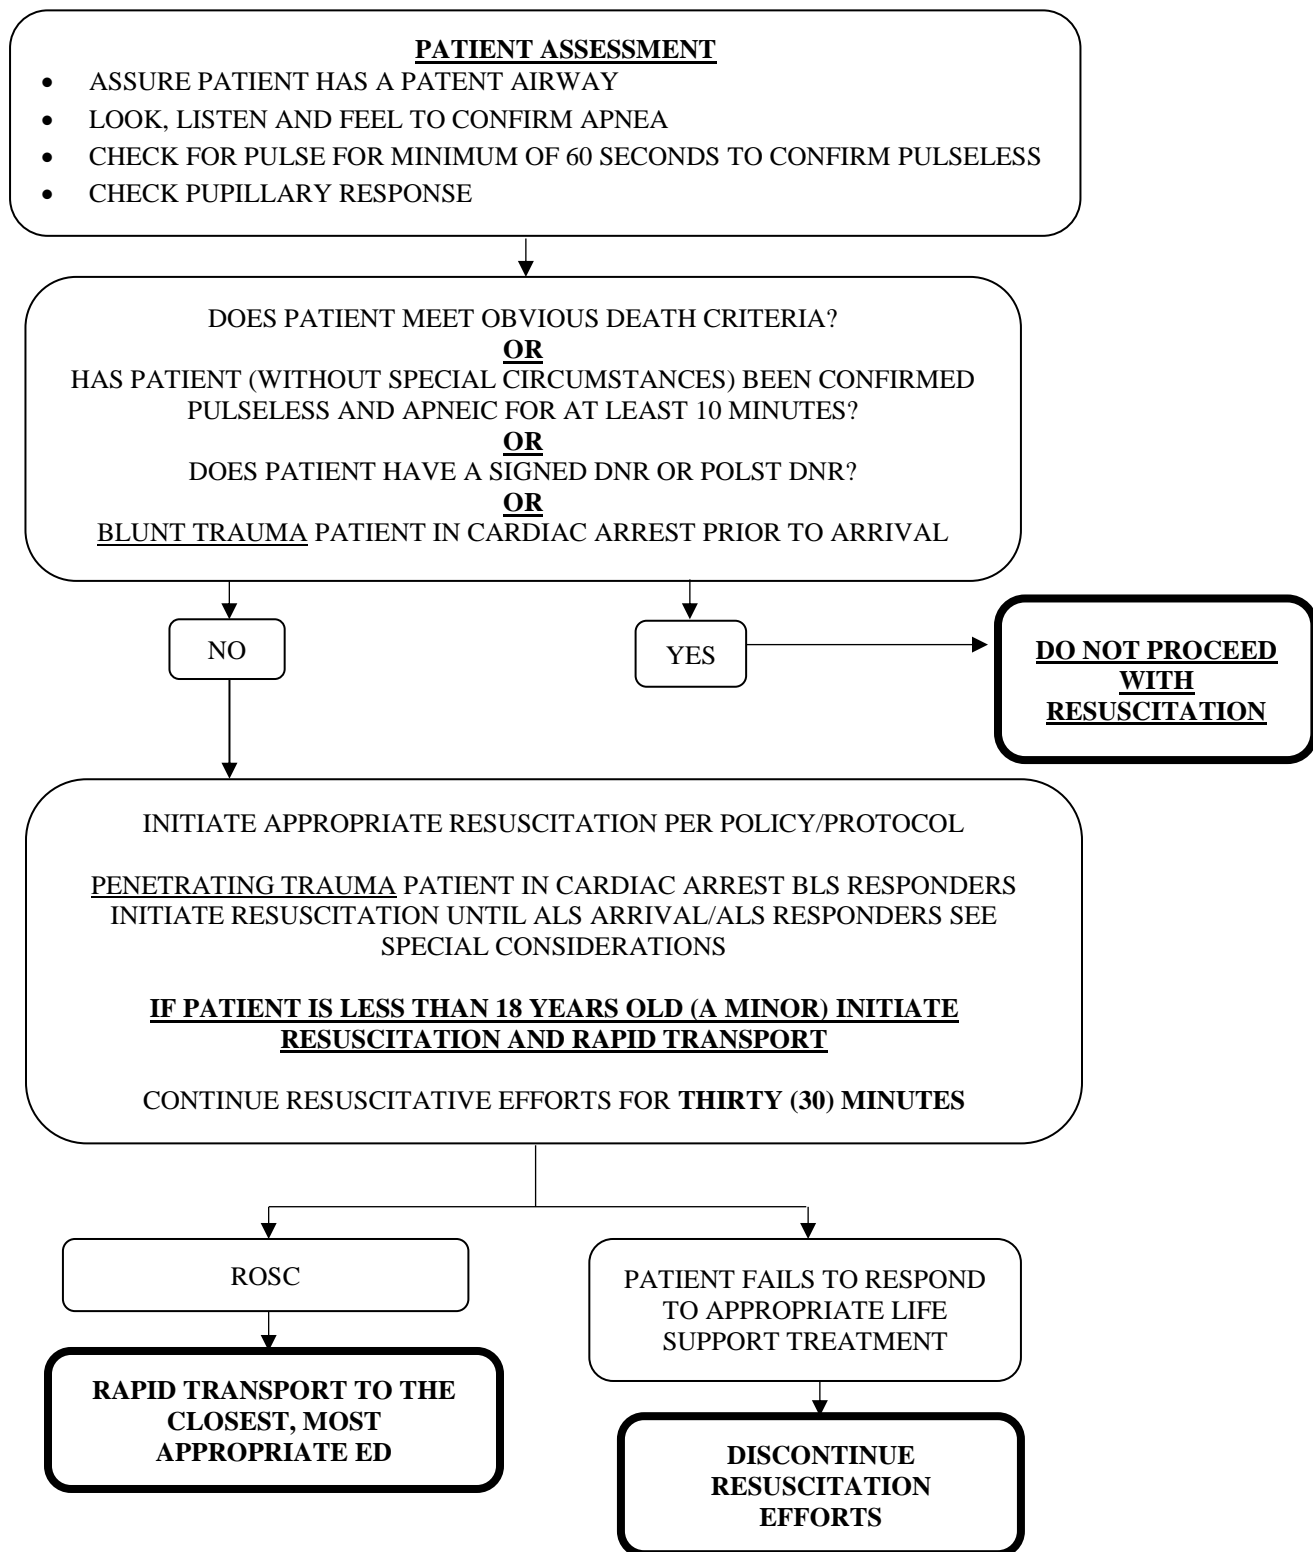 PATIENT ASSESSMENT
• ASSURE PATIENT HAS A PATENT AIRWAY
• LOOK, LISTEN AND FEEL TO CONFIRM APNEA
• CHECK FOR PULSE FOR MINIMUM OF 60 SECONDS TO CONFIRM PULSELESS
• CHECK PUPILLARY RESPONSE
DOES PATIENT MEET OBVIOUS DEATH CRITERIA?
OR
HAS PATIENT (WITHOUT SPECIAL CIRCUMSTANCES) BEEN CONFIRMED
PULSELESS AND APNEIC FOR AT LEAST 10 MINUTES?
OR
DOES PATIENT HAVE A SIGNED DNR OR POLST DNR?
OR
BLUNT TRAUMA PATIENT IN CARDIAC ARREST PRIOR TO ARRIVAL
NO
YES
DO NOT PROCEED
WITH
RESUSCITATION
INITIATE APPROPRIATE RESUSCITATION PER POLICY/PROTOCOL
PENETRATING TRAUMA PATIENT IN CARDIAC ARREST BLS RESPONDERS
INITIATE RESUSCITATION UNTIL ALS ARRIVAL/ALS RESPONDERS SEE
SPECIAL CONSIDERATIONS
IF PATIENT IS LESS THAN 18 YEARS OLD (A MINOR) INITIATE
RESUSCITATION AND RAPID TRANSPORT
CONTINUE RESUSCITATIVE EFFORTS FOR THIRTY (30) MINUTES
ROSC
RAPID TRANSPORT TO THE
CLOSEST, MOST
APPROPRIATE ED
PATIENT FAILS TO RESPOND
TO APPROPRIATE LIFE
SUPPORT TREATMENT
DISCONTINUE
RESUSCITATION
EFFORTS